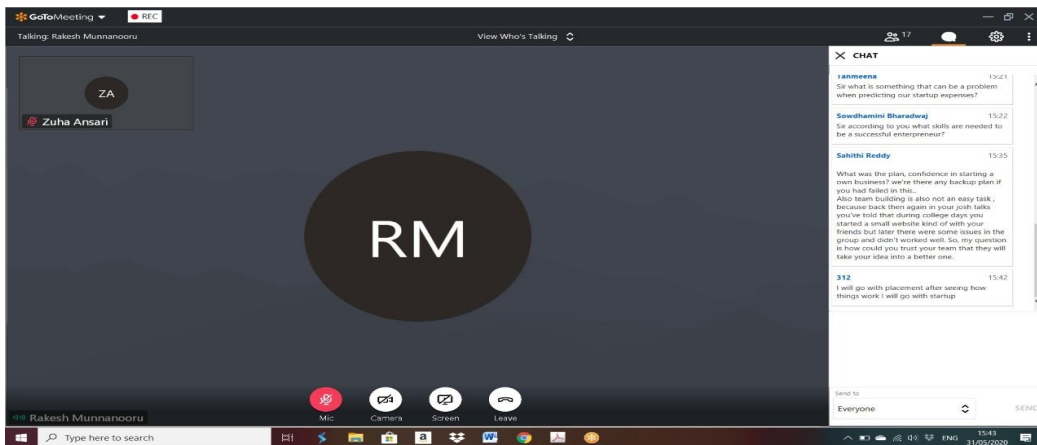 GoToMeeting
REC
Talking: Rakesh Munnanooru
View Who's Talking
17
ZA
Zuha Ansari
RM
Rakesh Munnanooru
Mic
Camera
Screen
Leave
CHAT
Tahmeena 15:21
Sir what is something that can be a problem
when predicting our startup expenses?
Sowdhamini Bharadwaj 15:22
Sir according to you what skills are needed to
be a successful enterpreneur?
Sahithi Reddy 15:35
What was the plan, confidence in starting a
own business? we're there any backup plan if
you had failed in this..
Also team building is also not an easy task ,
because back then again in your josh talks
you've told that during college days you
started a small website kind of with your
friends but later there were some issues in the
group and didn't worked well. So, my question
is how could you trust your team that they will
take your idea into a better one..
312 15:42
I will go with placement after seeing how
things work I will go with startup
Send to
Everyone
SEND
Type here to search
a
W
ENG
15:43
31/05/2020